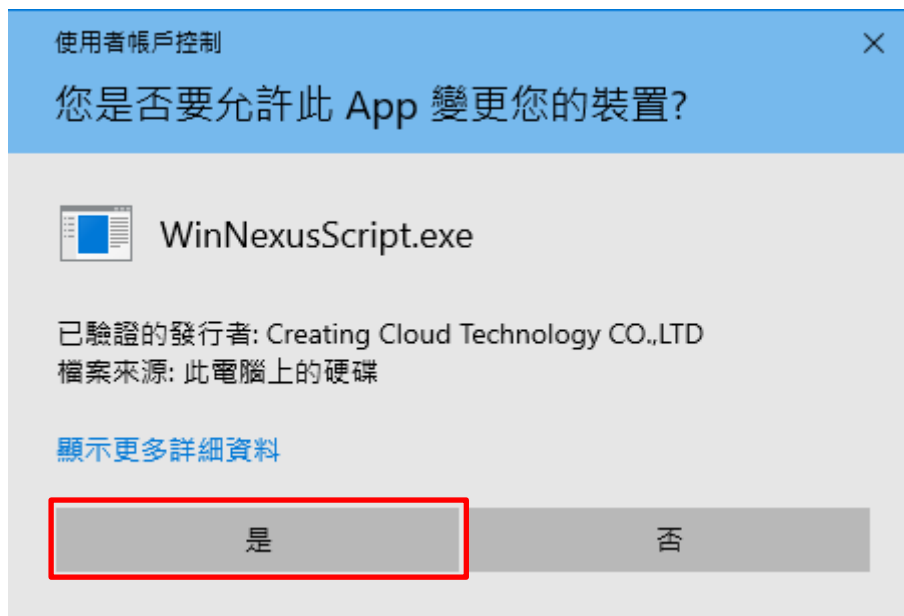 使用者帳戶控制
您是否要允許此 App 變更您的裝置?
WinNexusScript.exe
已驗證的發行者: Creating Cloud Technology CO.,LTD
檔案來源: 此電腦上的硬碟
顯示更多詳細資料
是
否